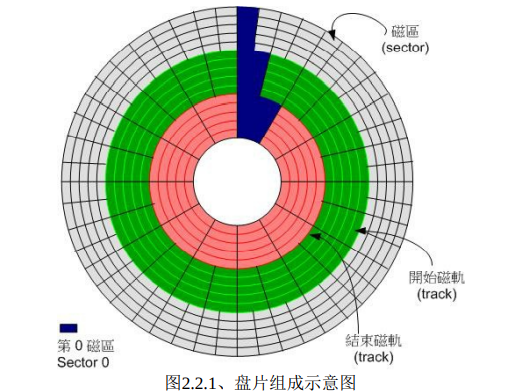 磁區
(sector)
開始磁軌
(track)
結束磁軌
(track)
第 0 磁區
Sector 0
图2.2.1、盘片组成示意图